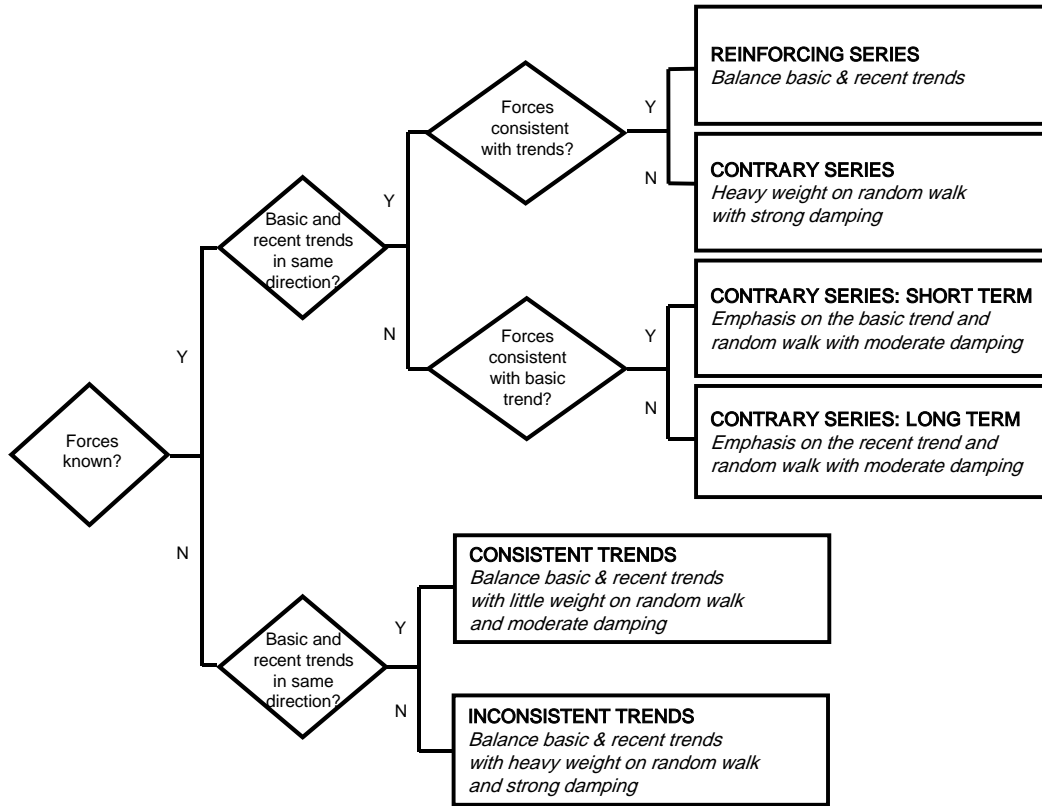 REINFORCING SERIES
Balance basic & recent trends
Forces
consistent
with trends?
Y
N
CONTRARY SERIES
Heavy weight on random walk
with strong damping
Basic and
recent trends
in same
direction?
Y
N
CONTRARY SERIES: SHORT TERM
Emphasis on the basic trend and
random walk with moderate damping
Forces
consistent
with basic
trend?
Y
N
CONTRARY SERIES: LONG TERM
Emphasis on the recent trend and
random walk with moderate damping
Forces
known?
Y
N
CONSISTENT TRENDS
Balance basic & recent trends
with little weight on random walk
and moderate damping
Basic and
recent trends
in same
direction?
Y
N
INCONSISTENT TRENDS
Balance basic & recent trends
with heavy weight on random walk
and strong damping